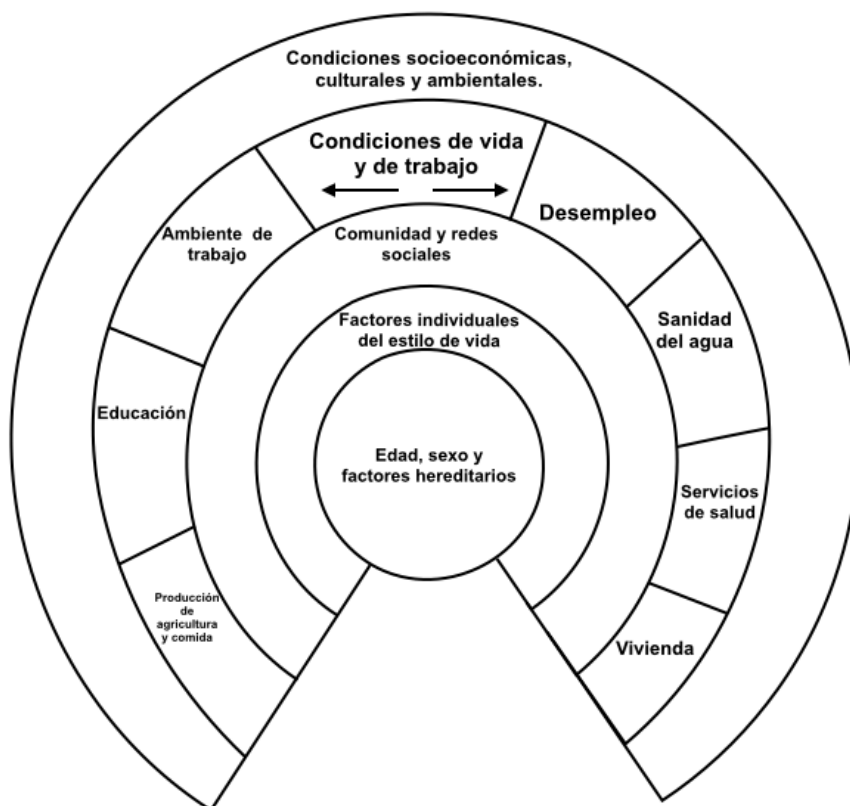 Condiciones socioeconómicas,
culturales y ambientales.
Condiciones de vida
y de trabajo
Desempleo
Ambiente de
trabajo
Comunidad y redes
sociales
Sanidad
del agua
Factores individuales
del estilo de vida
Educación
Edad, sexo y
factores hereditarios
Servicios
de salud
Producción
de
agricultura
y comida
Vivienda